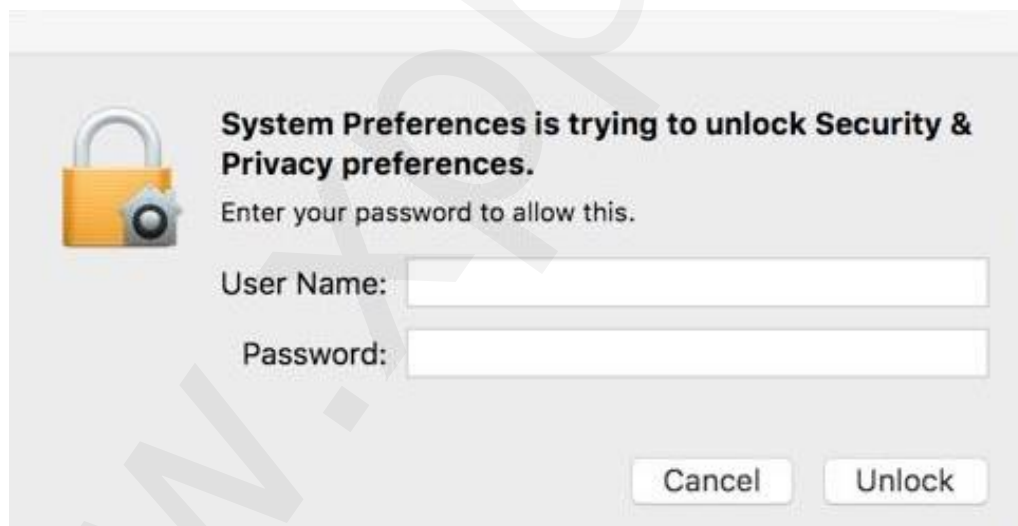 System Preferences is trying to unlock Security &
Privacy preferences.
Enter your password to allow this.
User Name:
Password:
Cancel
Unlock